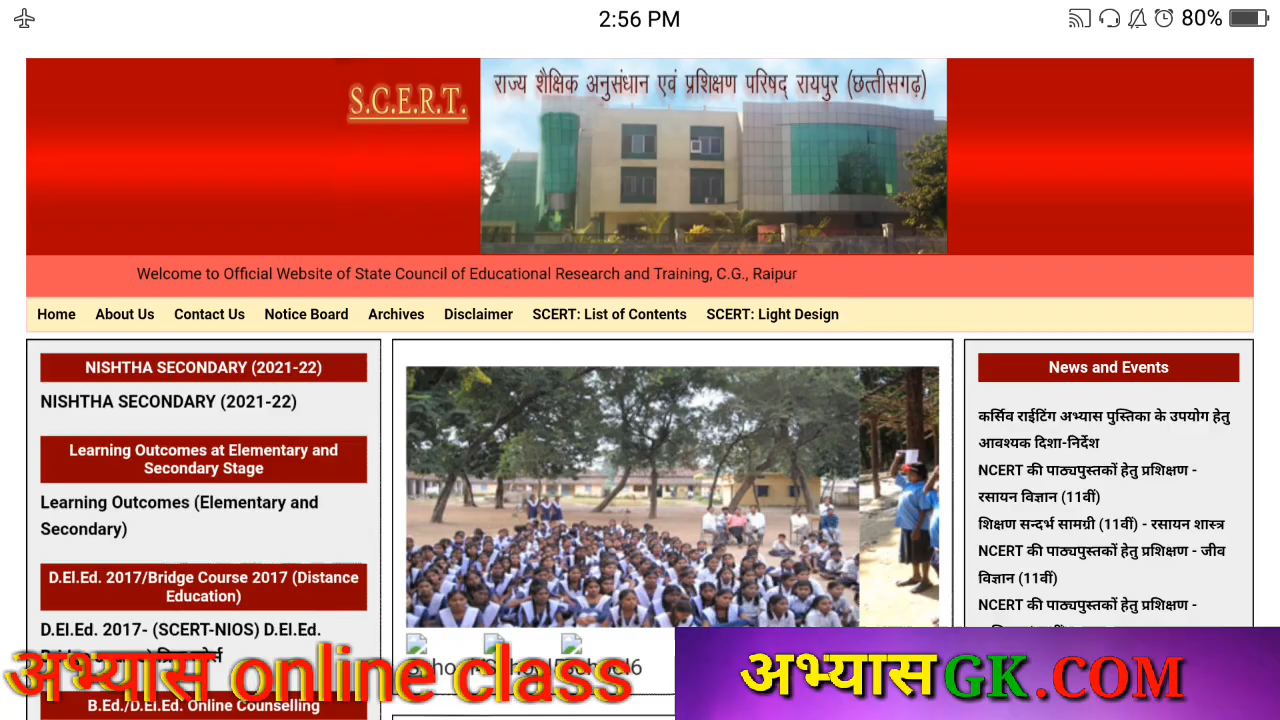 2:56 PM
80%
S.C.E.R.T.
राज्य शैक्षिक अनुसंधान एवं प्रशिक्षण परिषद् रायपुर (छत्तीसगढ़)
Welcome to Official Website of State Council of Educational Research and Training, C.G., Raipur
Home About Us Contact Us Notice Board Archives Disclaimer SCERT: List of Contents SCERT: Light Design
NISHTHA SECONDARY (2021-22)
NISHTHA SECONDARY (2021-22)
Learning Outcomes at Elementary and
Secondary Stage
Learning Outcomes (Elementary and
Secondary)
D.El.Ed. 2017/Bridge Course 2017 (Distance
Education)
D.El.Ed. 2017- (SCERT-NIOS) D.El.Ed.
B.Ed./D.El.Ed. Online Counselling
News and Events
कर्सिव राईटिंग अभ्यास पुस्तिका के उपयोग हेतु
आवश्यक दिशा-निर्देश
NCERT की पाठ्यपुस्तकों हेतु प्रशिक्षण -
रसायन विज्ञान (11वीं)
शिक्षण सन्दर्भ सामग्री (11वीं) - रसायन शास्त्र
NCERT की पाठ्यपुस्तकों हेतु प्रशिक्षण - जीव
विज्ञान (11वीं)
NCERT की पाठ्यपुस्तकों हेतु प्रशिक्षण -
अभ्यास online class
अभ्यास GK.COM